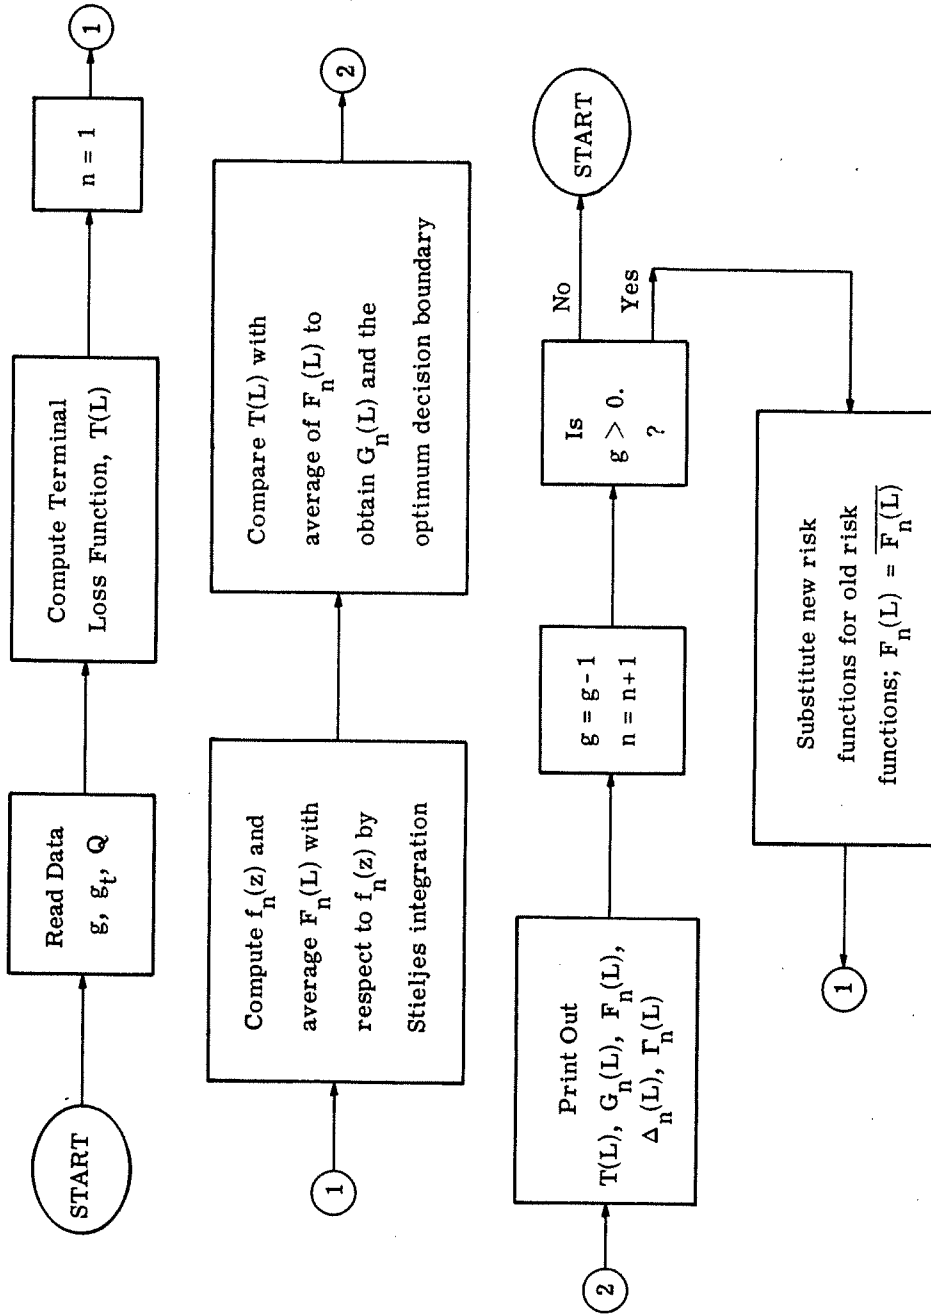 START
Read Data
g, g_t, Q
Compute Terminal
Loss Function, T(L)
n = 1
1
1
Compute f_n(z) and
average F_n(L) with
respect to f_n(z) by
Stieljes integration
Compare T(L) with
average of F_n(L) to
obtain G_n(L) and the
optimum decision boundary
2
2
Print Out
T(L), G_n(L), F_n(L),
Δ_n(L), Γ_n(L)
g = g - 1
n = n+1
Is
g > 0.
?
No
START
Yes
Substitute new risk
functions for old risk
functions; F_n(L) = \overline{F_n(L)}
1